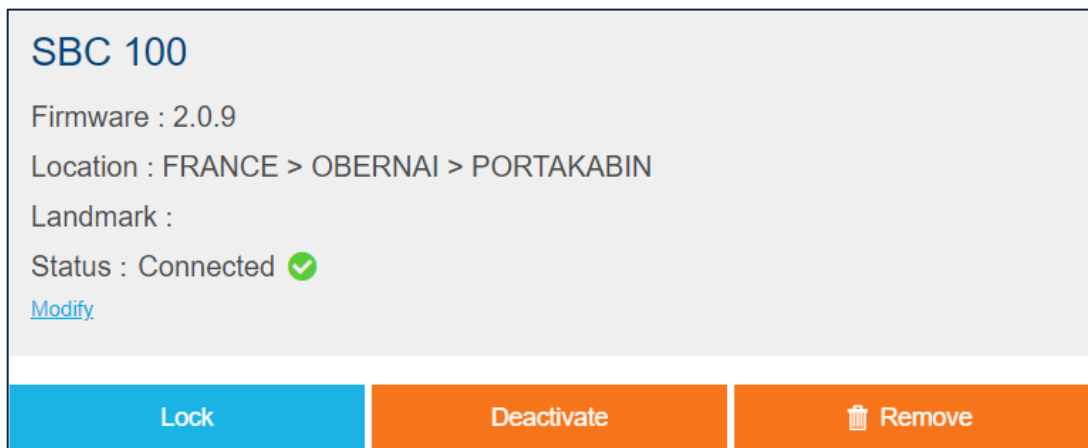 SBC 100
Firmware : 2.0.9
Location : FRANCE > OBERNAI > PORTAKABIN
Landmark :
Status : Connected
Modify
Lock Deactivate Remove